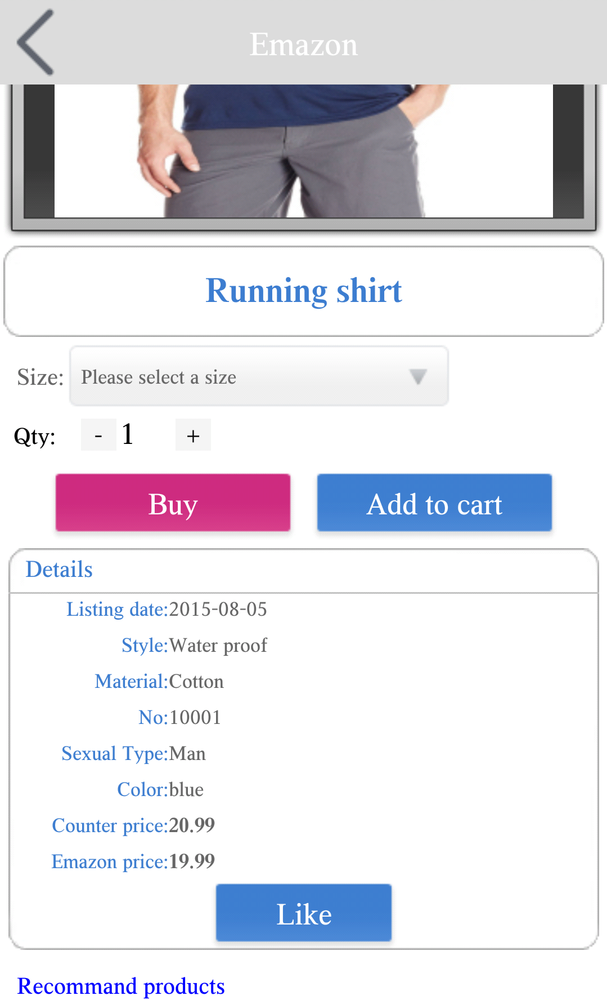 Emazon
Running shirt
Size: Please select a size
Qty: - 1 +
Buy Add to cart
Details
Listing date:2015-08-05
Style:Water proof
Material:Cotton
No:10001
Sexual Type:Man
Color:blue
Counter price:20.99
Emazon price:19.99
Like
Recommand products